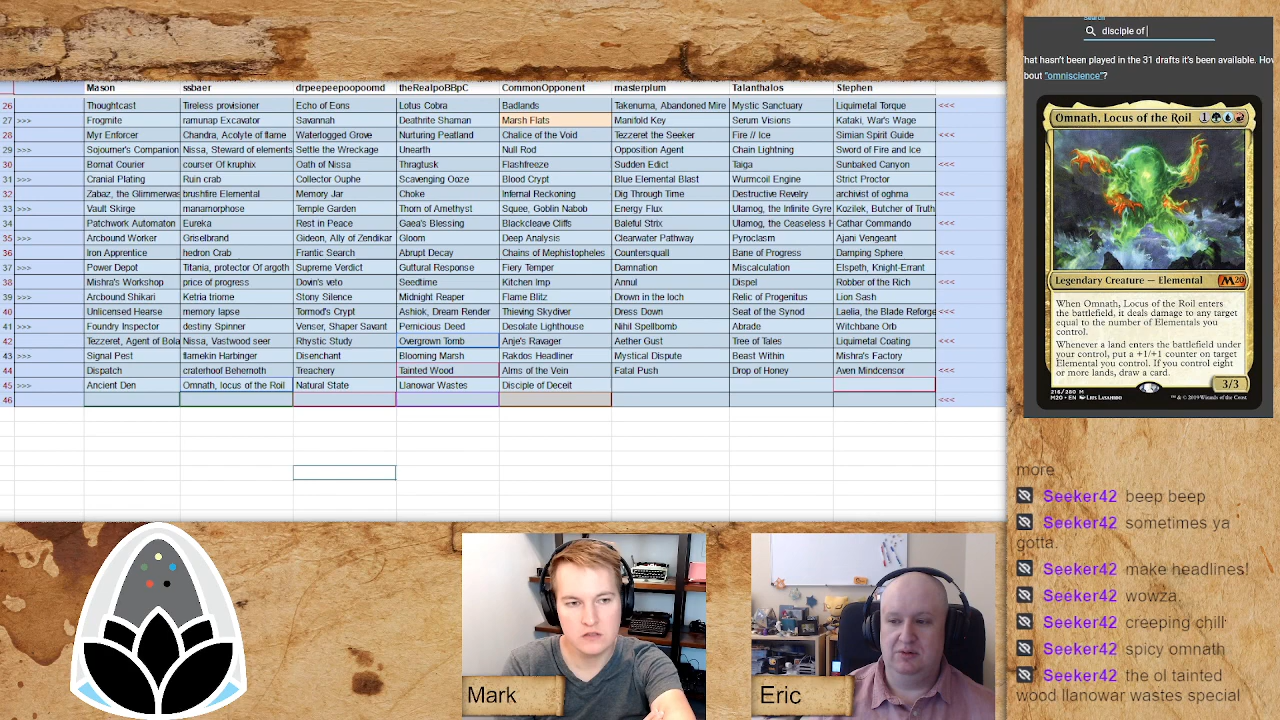 Mason ssbaer drpeepeepoopoomd theRealpoBBpC CommonOpponent masterplum Talanthalos Stephen
26 Thoughtcast Tireless provisioner Echo of Eons Lotus Cobra Badlands Takenuma, Abandoned Mire Mystic Sanctuary Liquimetal Torque <<<
27 >>> Frogmite ramunap Excavator Savannah Deathrite Shaman Marsh Flats Manifold Key Serum Visions Kataki, War's Wage
28 Myr Enforcer Chandra, Acolyte of flame Waterlogged Grove Nurturing Peatland Chalice of the Void Tezzeret the Seeker Fire // Ice Simian Spirit Guide <<<
29 >>> Sojourner's Companion Nissa, Steward of elements Settle the Wreckage Unearth Null Rod Opposition Agent Chain Lightning Sword of Fire and Ice
30 Bomat Courier courser Of kruphix Oath of Nissa Thragtusk Flashfreeze Sudden Edict Taiga Sunbaked Canyon <<<
31 >>> Cranial Plating Ruin crab Collector Ouphe Scavenging Ooze Blood Crypt Blue Elemental Blast Wurmcoil Engine Strict Proctor
32 Zabaz, the Glimmerwas brushfire Elemental Memory Jar Choke Infernal Reckoning Dig Through Time Destructive Revelry archivist of oghma <<<
33 >>> Vault Skirge manamorphose Temple Garden Thorn of Amethyst Squee, Goblin Nabob Energy Flux Ulamog, the Infinite Gyre Kozilek, Butcher of Truth
34 Patchwork Automaton Eureka Rest in Peace Gaea's Blessing Blackcleave Cliffs Baleful Strix Ulamog, the Ceaseless H Cathar Commando <<<
35 >>> Arcbound Worker Griselbrand Gideon, Ally of Zendikar Gloom Deep Analysis Clearwater Pathway Pyroclasm Ajani Vengeant
36 Iron Apprentice hedron Crab Frantic Search Abrupt Decay Chains of Mephistopheles Countersquall Bane of Progress Damping Sphere <<<
37 >>> Power Depot Titania, protector Of argoth Supreme Verdict Guttural Response Fiery Temper Damnation Miscalculation Elspeth, Knight-Errant
38 Mishra's Workshop price of progress Dovin's veto Seedtime Kitchen Imp Annul Dispel Robber of the Rich <<<
39 >>> Arcbound Shikari Ketria triome Stony Silence Midnight Reaper Flame Blitz Drown in the loch Relic of Progenitus Lion Sash
40 Unlicensed Hearse memory lapse Tormod's Crypt Ashiok, Dream Render Thieving Skydiver Dress Down Seat of the Synod Laelia, the Blade Reforge <<<
41 >>> Foundry Inspector destiny Spinner Venser, Shaper Savant Pernicious Deed Desolate Lighthouse Nihil Spellbomb Abrade Witchbane Orb
42 Tezzeret, Agent of Bola Nissa, Vastwood seer Rhystic Study Overgrown Tomb Anje's Ravager Aether Gust Tree of Tales Liquimetal Coating <<<
43 >>> Signal Pest flamekin Harbinger Disenchant Blooming Marsh Rakdos Headliner Mystic Dispute Beast Within Mishra's Factory
44 Dispatch craterhoof Behemoth Treachery Tainted Wood Alms of the Vein Fatal Push Drop of Honey Aven Mindcensor <<<
45 >>> Ancient Den Omnath, locus of the Roil Natural State Llanowar Wastes Disciple of Deceit
46 <<<
Search
disciple of
hat hasn't been played in the 31 drafts it's been available. How
bout "omniscience"?
Omnath, Locus of the Roil 1
Legendary Creature — Elemental M20
When Omnath, Locus of the Roil enters
the battlefield, it deals damage to any
target equal to the number of Elementals you
control.
Whenever a land enters the battlefield under
your control, put a +1/+1 counter on target
Elemental you control. If you control eight
or more lands, draw a card.
3/3
216/280 M
M20 • EN
™ & © 2019 Wizards of the Coast
more
Seeker42 beep beep
Seeker42 sometimes ya
gotta.
Seeker42 make headlines!
Seeker42 wowza.
Seeker42 creeping chill
Seeker42 spicy omnath
Seeker42 the ol tainted
wood llanowar wastes special
Mark
Eric